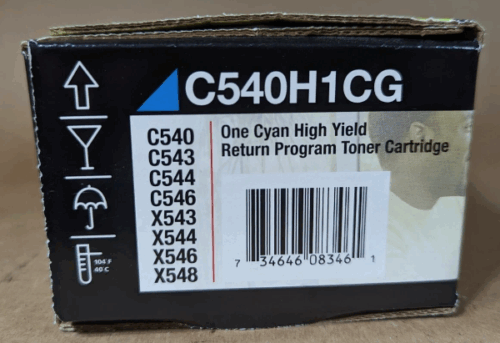 C540H1CG
C540
C543
C544
C546
X543
X544
X546
X548
One Cyan High Yield
Return Program Toner Cartridge
7 34646 08346 1
104 F
40 C